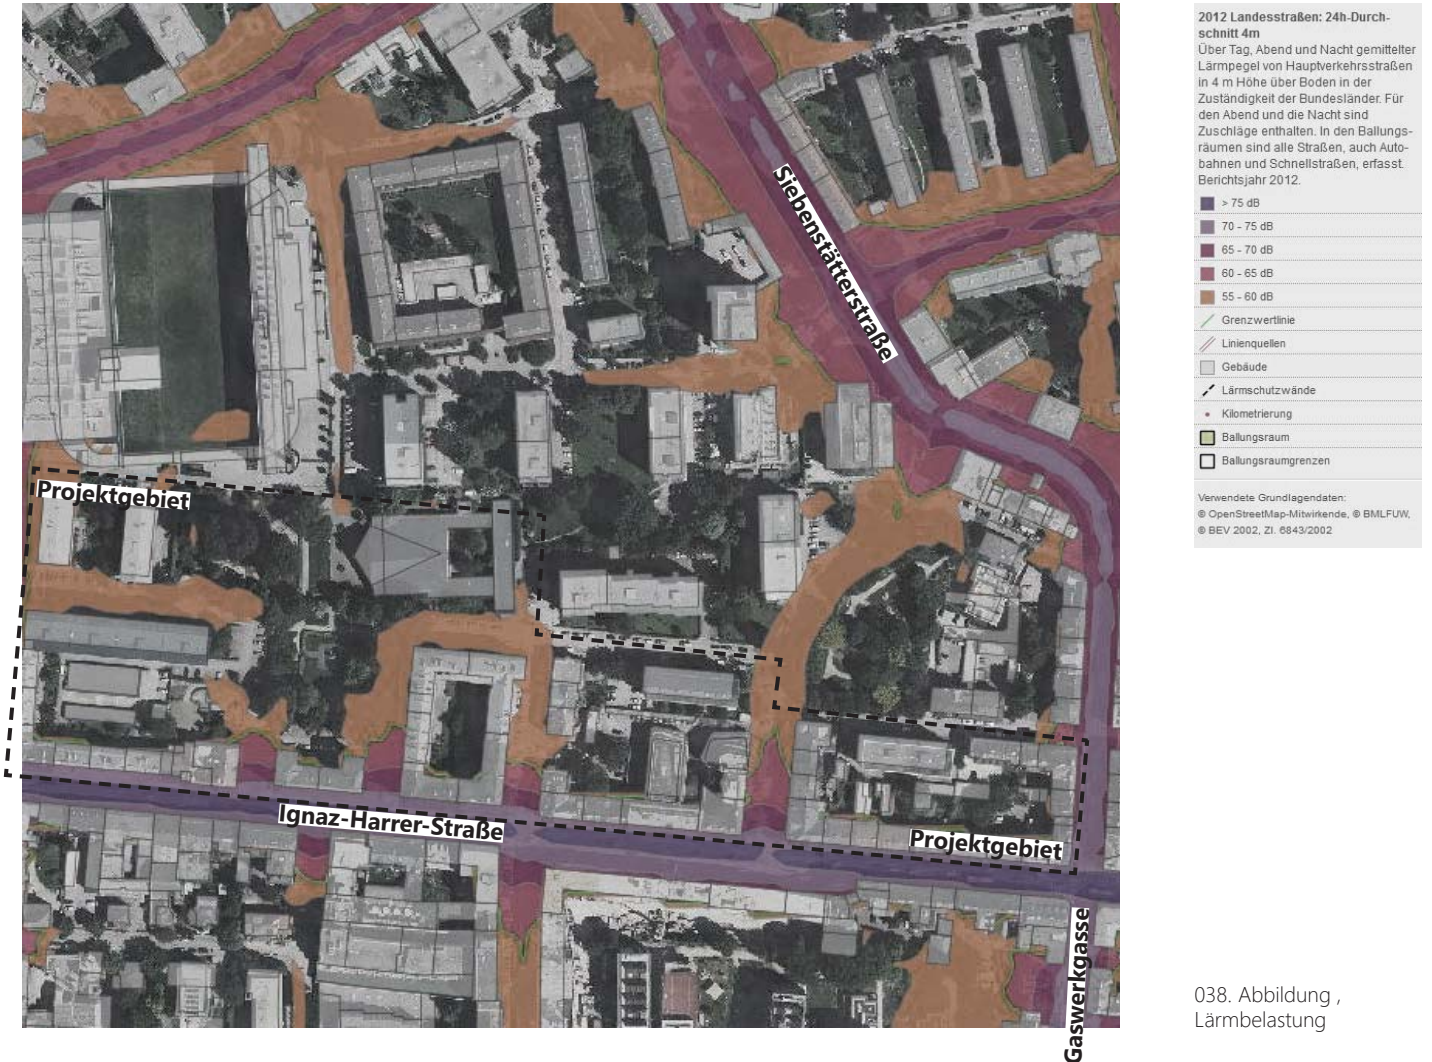 Siebenstätterstraße
Projektgebiet
Ignaz-Harrer-Straße
Projektgebiet
Gaswerkgasse
2012 Landesstraßen: 24h-Durch-
schnitt 4m
Über Tag, Abend und Nacht gemittelter
Lärmpegel von Hauptverkehrsstraßen
in 4 m Höhe über Boden in der
Zuständigkeit der Bundesländer. Für
den Abend und die Nacht sind
Zuschläge enthalten. In den Ballungs-
räumen sind alle Straßen, auch Auto-
bahnen und Schnellstraßen, erfasst.
Berichtsjahr 2012.
> 75 dB
70 - 75 dB
65 - 70 dB
60 - 65 dB
55 - 60 dB
Grenzwertlinie
Linienquellen
Gebäude
Lärmschutzwände
Kilometrierung
Ballungsraum
Ballungsraumgrenzen
Verwendete Grundlagendaten:
© OpenStreetMap-Mitwirkende, © BMLFUW,
© BEV 2002, Zl. 6843/2002
038. Abbildung ,
Lärmbelastung